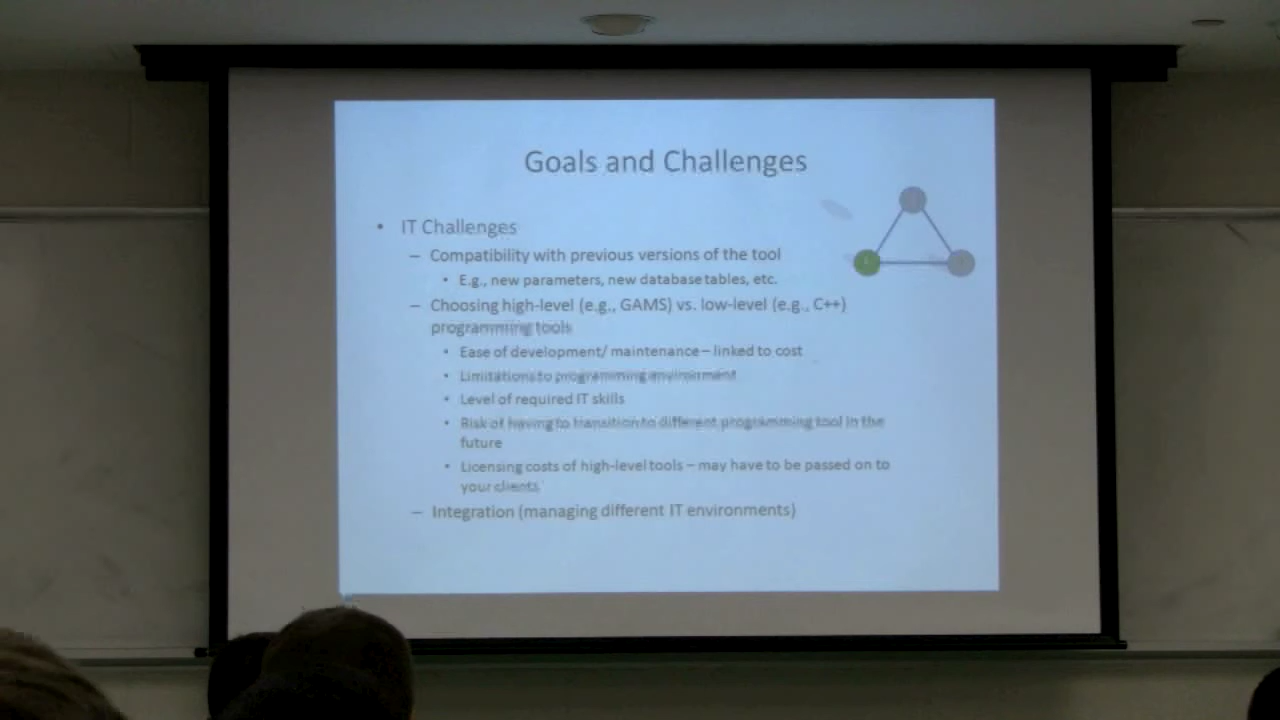 Goals and Challenges
• IT Challenges
– Compatibility with previous versions of the tool
• E.g., new parameters, new database tables, etc.
– Choosing high-level (e.g., GAMS) vs. low-level (e.g., C++)
programming tools
• Ease of development/ maintenance – linked to cost
• Limitations to programming environment
• Level of required IT skills
• Risk of having to transition to different programming tool in the
future
• Licensing costs of high-level tools – may have to be passed on to
your clients
– Integration (managing different IT environments)